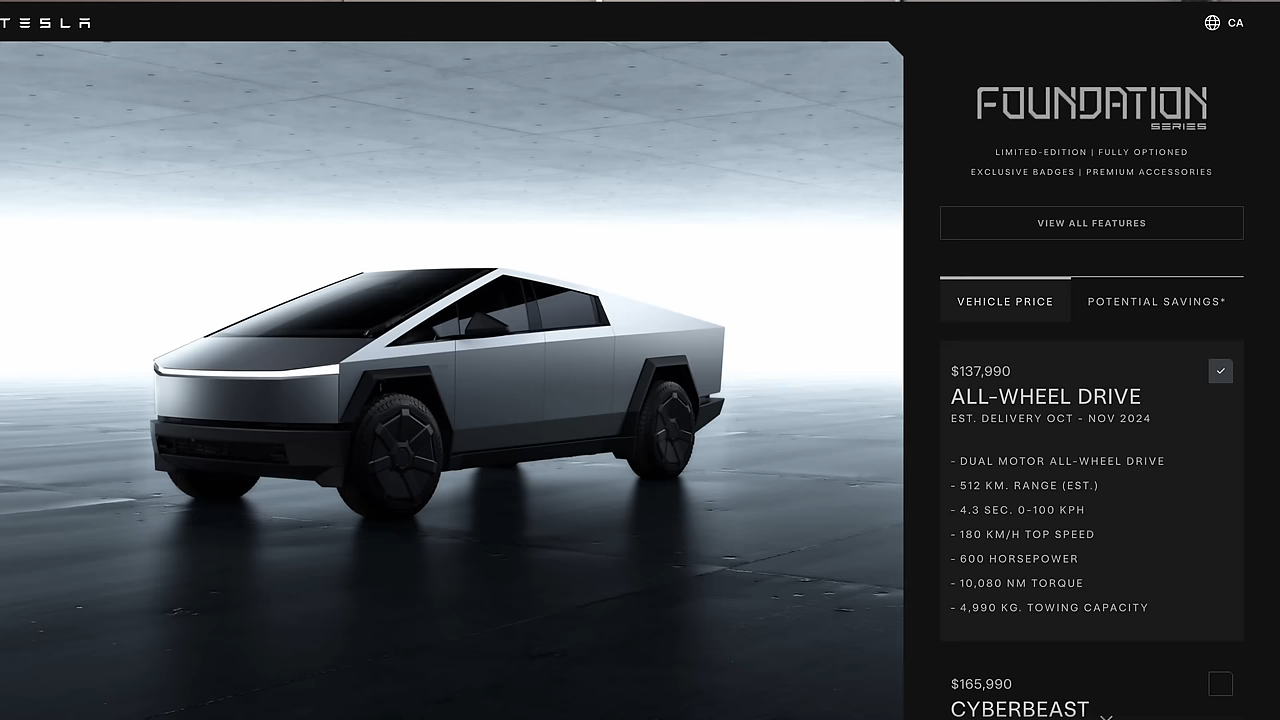 TESLA
CA
FOUNDATION
SERIES
LIMITED-EDITION | FULLY OPTIONED
EXCLUSIVE BADGES | PREMIUM ACCESSORIES
VIEW ALL FEATURES
VEHICLE PRICE
POTENTIAL SAVINGS*
$137,990
ALL-WHEEL DRIVE
EST. DELIVERY OCT - NOV 2024
- DUAL MOTOR ALL-WHEEL DRIVE
- 512 KM. RANGE (EST.)
- 4.3 SEC. 0-100 KPH
- 180 KM/H TOP SPEED
- 600 HORSEPOWER
- 10,080 NM TORQUE
- 4,990 KG. TOWING CAPACITY
$165,990
CYBERBEAST